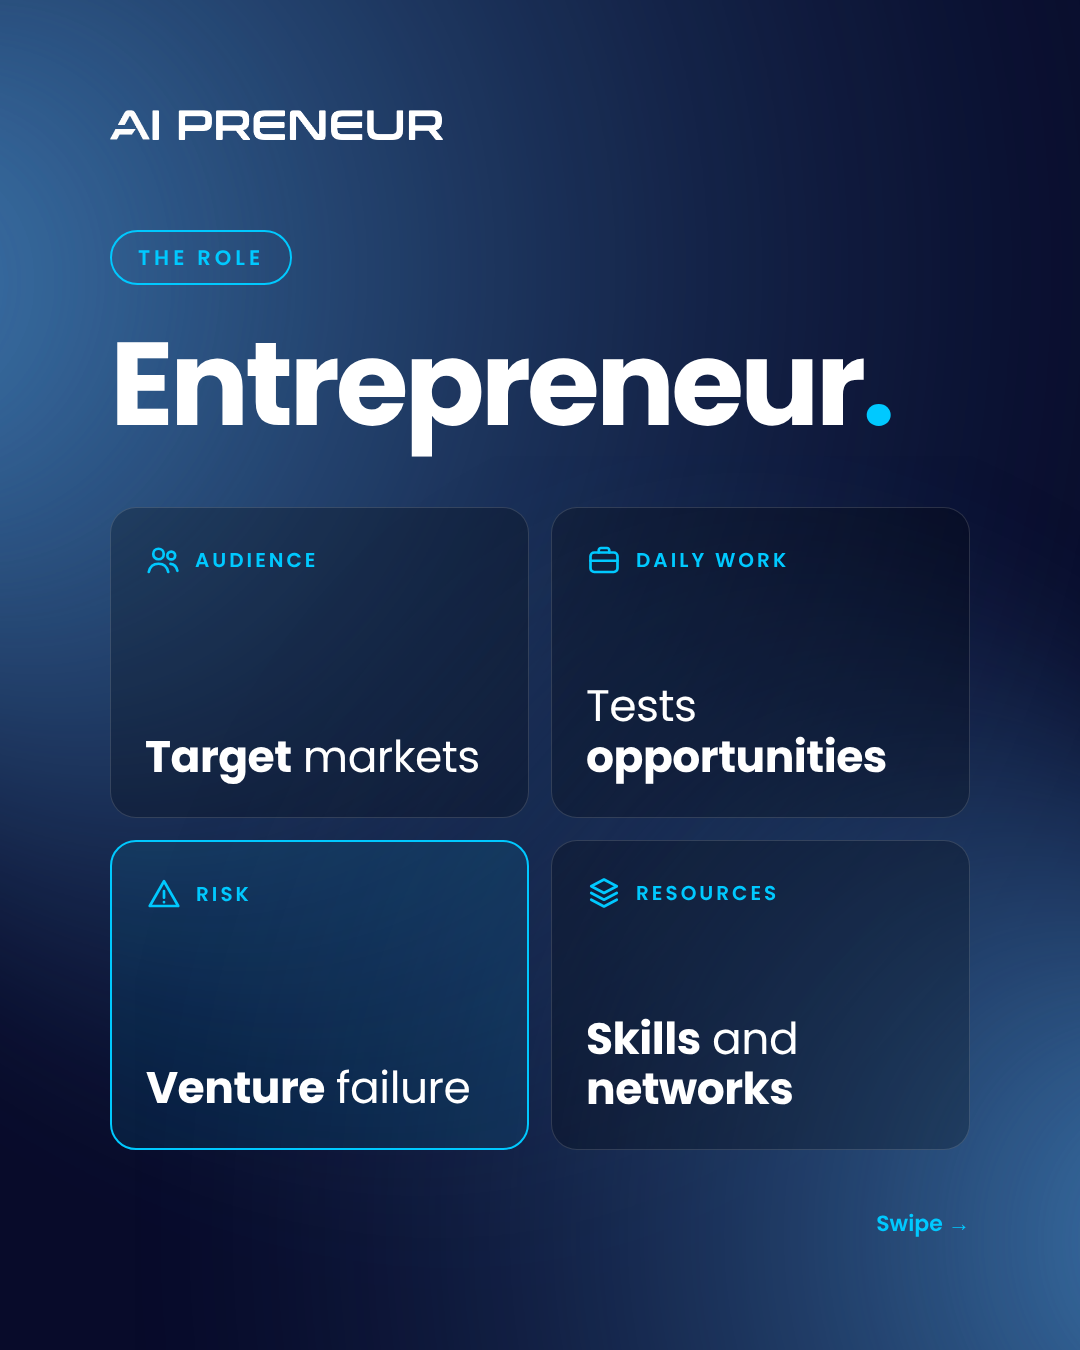 AI PRENEUR
THE ROLE
Entrepreneur.
AUDIENCE
Target markets
DAILY WORK
Tests
opportunities
RISK
Venture failure
RESOURCES
Skills and
networks
Swipe →